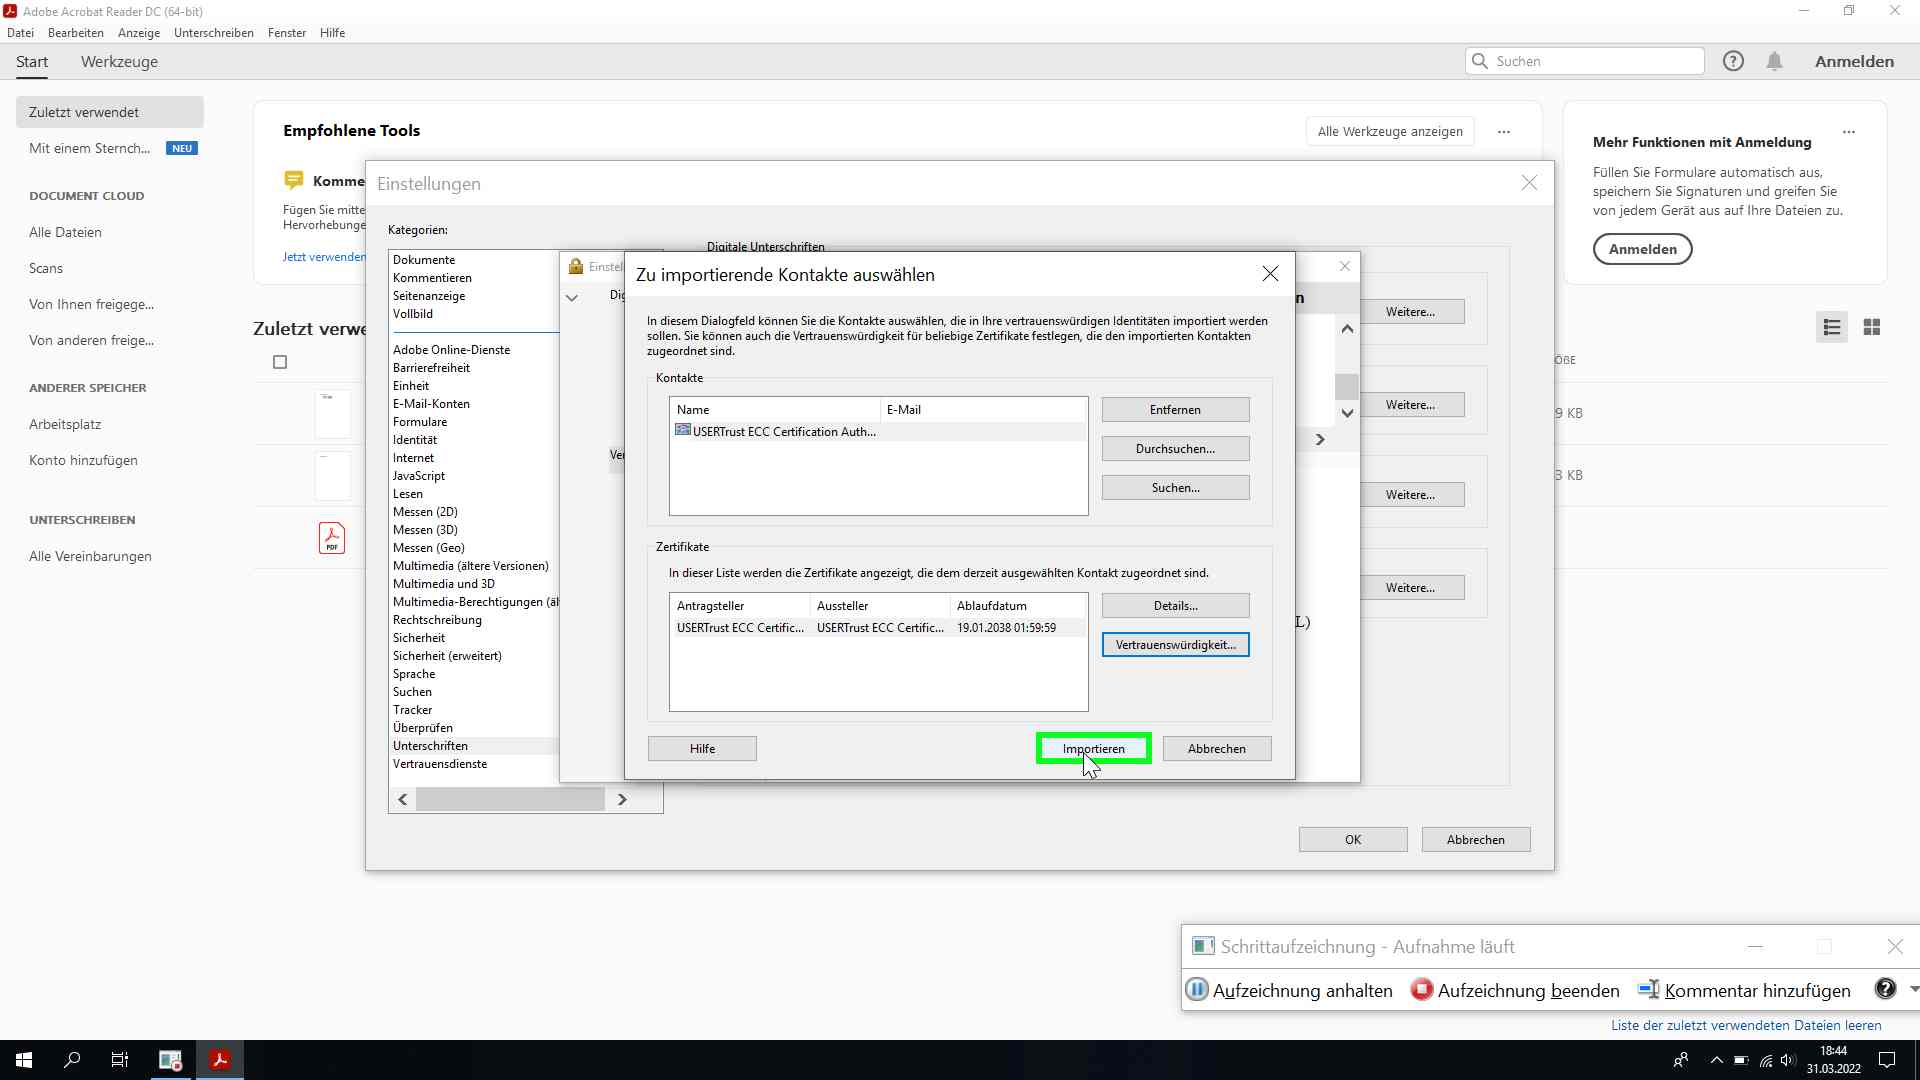 Adobe Acrobat Reader DC (64-bit)
Datei Bearbeiten Anzeige Unterschreiben Fenster Hilfe
Start Werkzeuge
Suchen
Anmelden
Zuletzt verwendet
Mit einem Sternch... NEU
DOCUMENT CLOUD
Alle Dateien
Scans
Von Ihnen freigege...
Von anderen freige...
ANDERER SPEICHER
Arbeitsplatz
Konto hinzufügen
UNTERSCHREIBEN
Alle Vereinbarungen
Empfohlene Tools
Alle Werkzeuge anzeigen
Komme
Fügen Sie mitte
Hervorhebunge
Jetzt verwenden
Zuletzt verwe
Mehr Funktionen mit Anmeldung
Füllen Sie Formulare automatisch aus,
speichern Sie Signaturen und greifen Sie
von jedem Gerät aus auf Ihre Dateien zu.
Anmelden
ÖßE
9 KB
3 KB
PDF
Einstellungen
Kategorien:
Dokumente
Kommentieren
Seitenanzeige
Vollbild
Adobe Online-Dienste
Barrierefreiheit
Einheit
E-Mail-Konten
Formulare
Identität
Internet
JavaScript
Lesen
Messen (2D)
Messen (3D)
Messen (Geo)
Multimedia (ältere Versionen)
Multimedia und 3D
Multimedia-Berechtigungen (äl
Rechtschreibung
Sicherheit
Sicherheit (erweitert)
Sprache
Suchen
Tracker
Überprüfen
Unterschriften
Vertrauensdienste
Digitale Unterschriften
Weitere...
Weitere...
Weitere...
Weitere...
OK
Abbrechen
Einstel
Dig
Ver
n
L)
Zu importierende Kontakte auswählen
In diesem Dialogfeld können Sie die Kontakte auswählen, die in Ihre vertrauenswürdigen Identitäten importiert werden
sollen. Sie können auch die Vertrauenswürdigkeit für beliebige Zertifikate festlegen, die den importierten Kontakten
zugeordnet sind.
Kontakte
Name E-Mail
USERTrust ECC Certification Auth...
Entfernen
Durchsuchen...
Suchen...
Zertifikate
In dieser Liste werden die Zertifikate angezeigt, die dem derzeit ausgewählten Kontakt zugeordnet sind.
Antragsteller Aussteller Ablaufdatum
USERTrust ECC Certific... USERTrust ECC Certific... 19.01.2038 01:59:59
Details...
Vertrauenswürdigkeit...
Hilfe
Importieren
Abbrechen
Schrittaufzeichnung - Aufnahme läuft
Aufzeichnung anhalten Aufzeichnung beenden Kommentar hinzufügen
Liste der zuletzt verwendeten Dateien leeren
18:44
31.03.2022